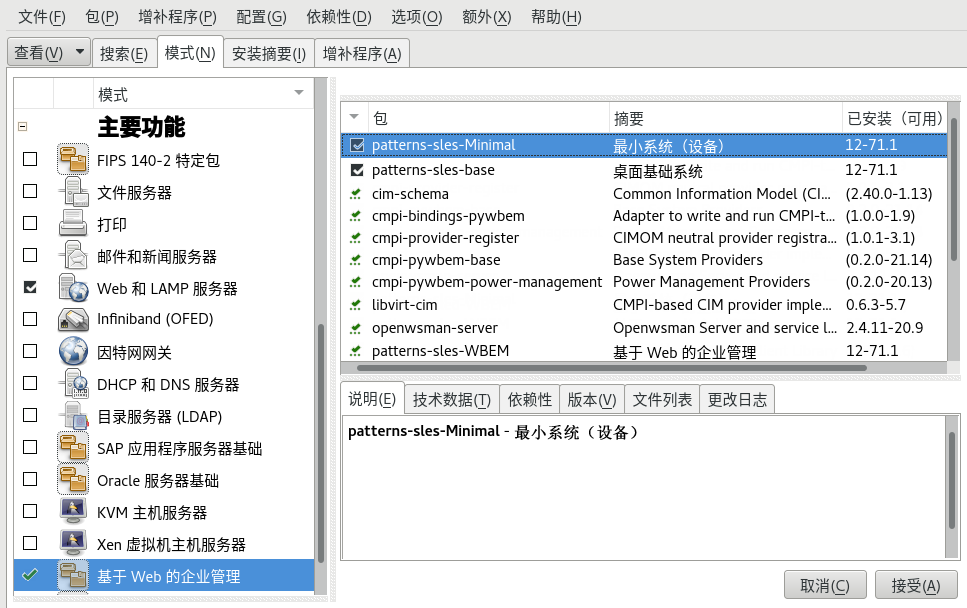 文件(F) 包(P) 增补程序(P) 配置(G) 依赖性(D) 选项(O) 额外(X) 帮助(H)
查看(V) 搜索(E) 模式(N) 安装摘要(I) 增补程序(A)
模式
主要功能
FIPS 140-2 特定包
文件服务器
打印
邮件和新闻服务器
Web 和 LAMP 服务器
Infiniband (OFED)
因特网网关
DHCP 和 DNS 服务器
目录服务器 (LDAP)
SAP 应用程序服务器基础
Oracle 服务器基础
KVM 主机服务器
Xen 虚拟机主机服务器
基于 Web 的企业管理
包 摘要 已安装（可用）
patterns-sles-Minimal 最小系统（设备） 12-71.1
patterns-sles-base 桌面基础系统 12-71.1
cim-schema Common Information Model (CI... (2.40.0-1.13)
cmpi-bindings-pywbem Adapter to write and run CMPI-t... (1.0.0-1.9)
cmpi-provider-register CIMOM neutral provider registra... (1.0.1-3.1)
cmpi-pywbem-base Base System Providers (0.2.0-21.14)
cmpi-pywbem-power-management Power Management Providers (0.2.0-20.13)
libvirt-cim CMPI-based CIM provider imple... 0.6.3-5.7
openwsman-server Openwsman Server and service l... 2.4.11-20.9
patterns-sles-WBEM 基于 Web 的企业管理 12-71.1
说明(E) 技术数据(T) 依赖性 版本(V) 文件列表 更改日志
patterns-sles-Minimal - 最小系统（设备）
取消(C) 接受(A)